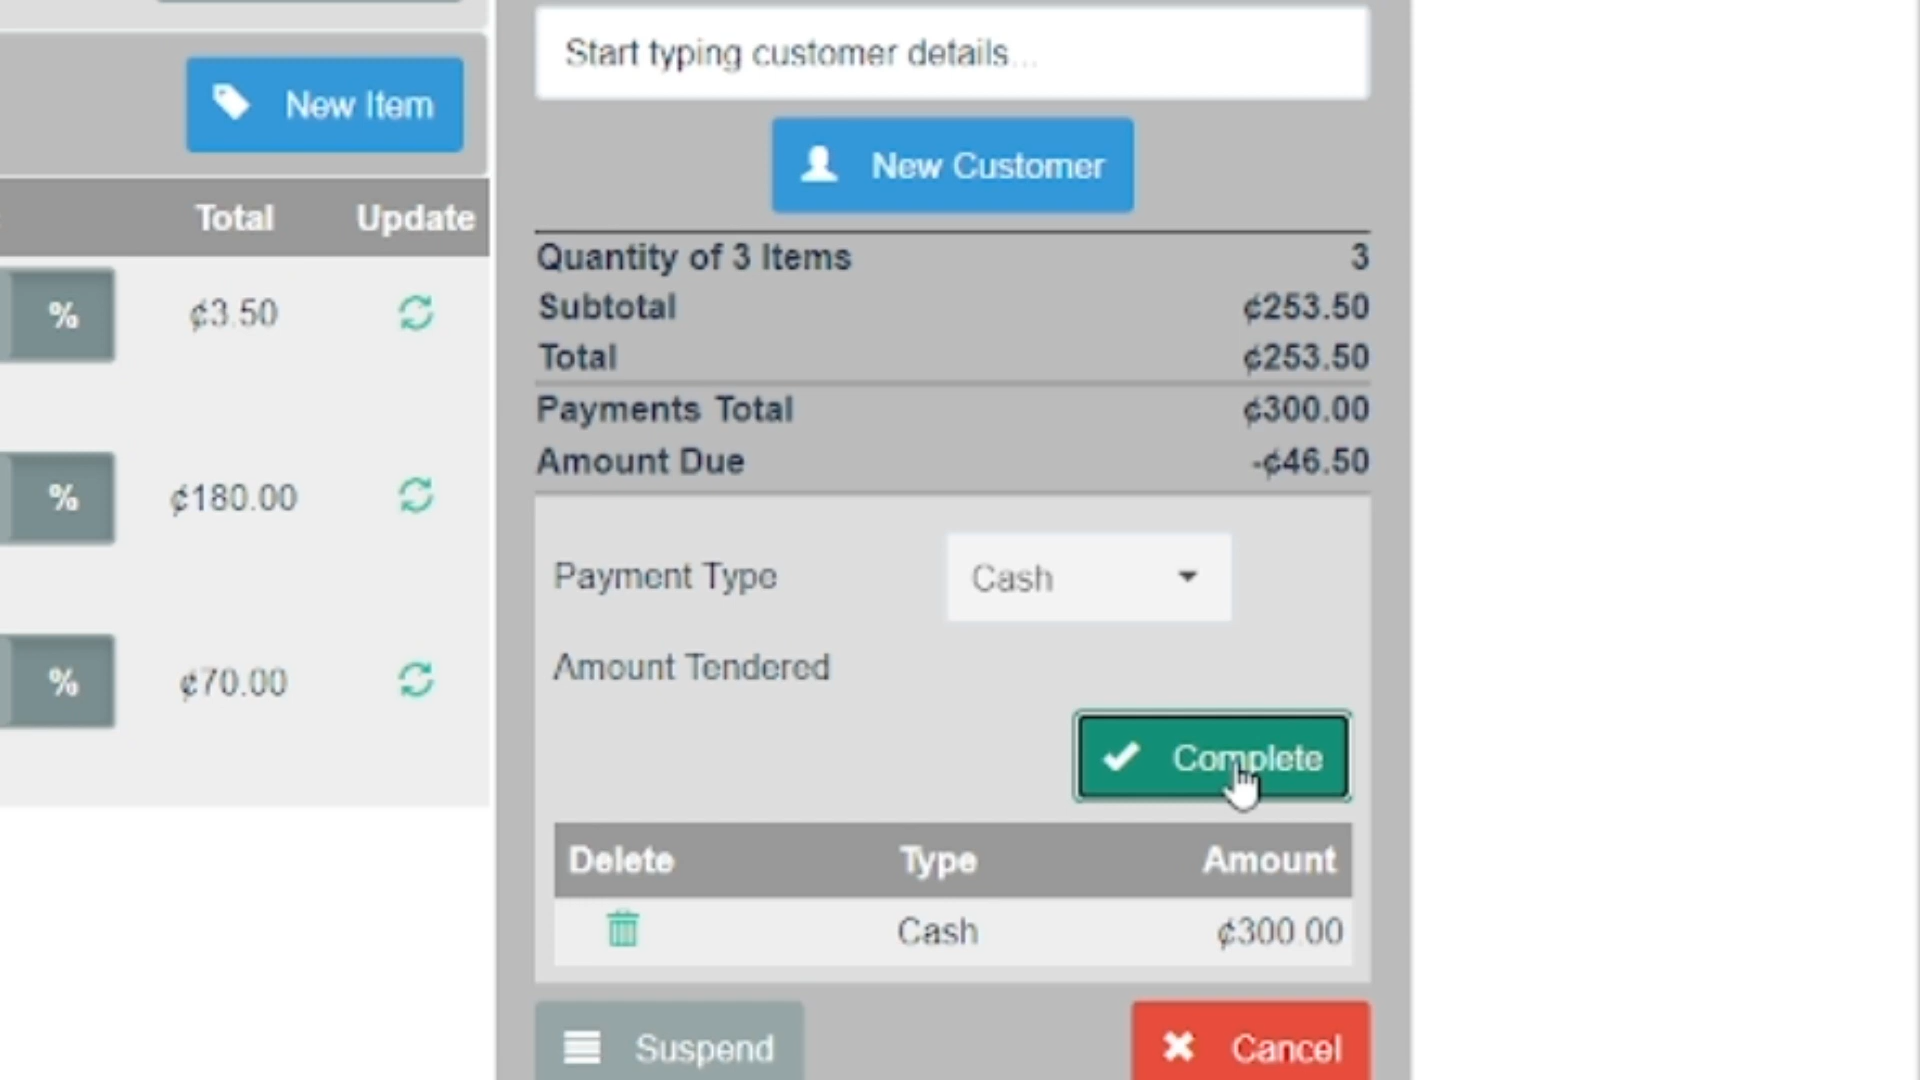 New Item
Total Update
% ¢3.50
% ¢180.00
% ¢70.00
Start typing customer details...
New Customer
Quantity of 3 Items 3
Subtotal ¢253.50
Total ¢253.50
Payments Total ¢300.00
Amount Due -¢46.50
Payment Type Cash
Amount Tendered
Complete
Delete Type Amount
Cash ¢300.00
Suspend Cancel